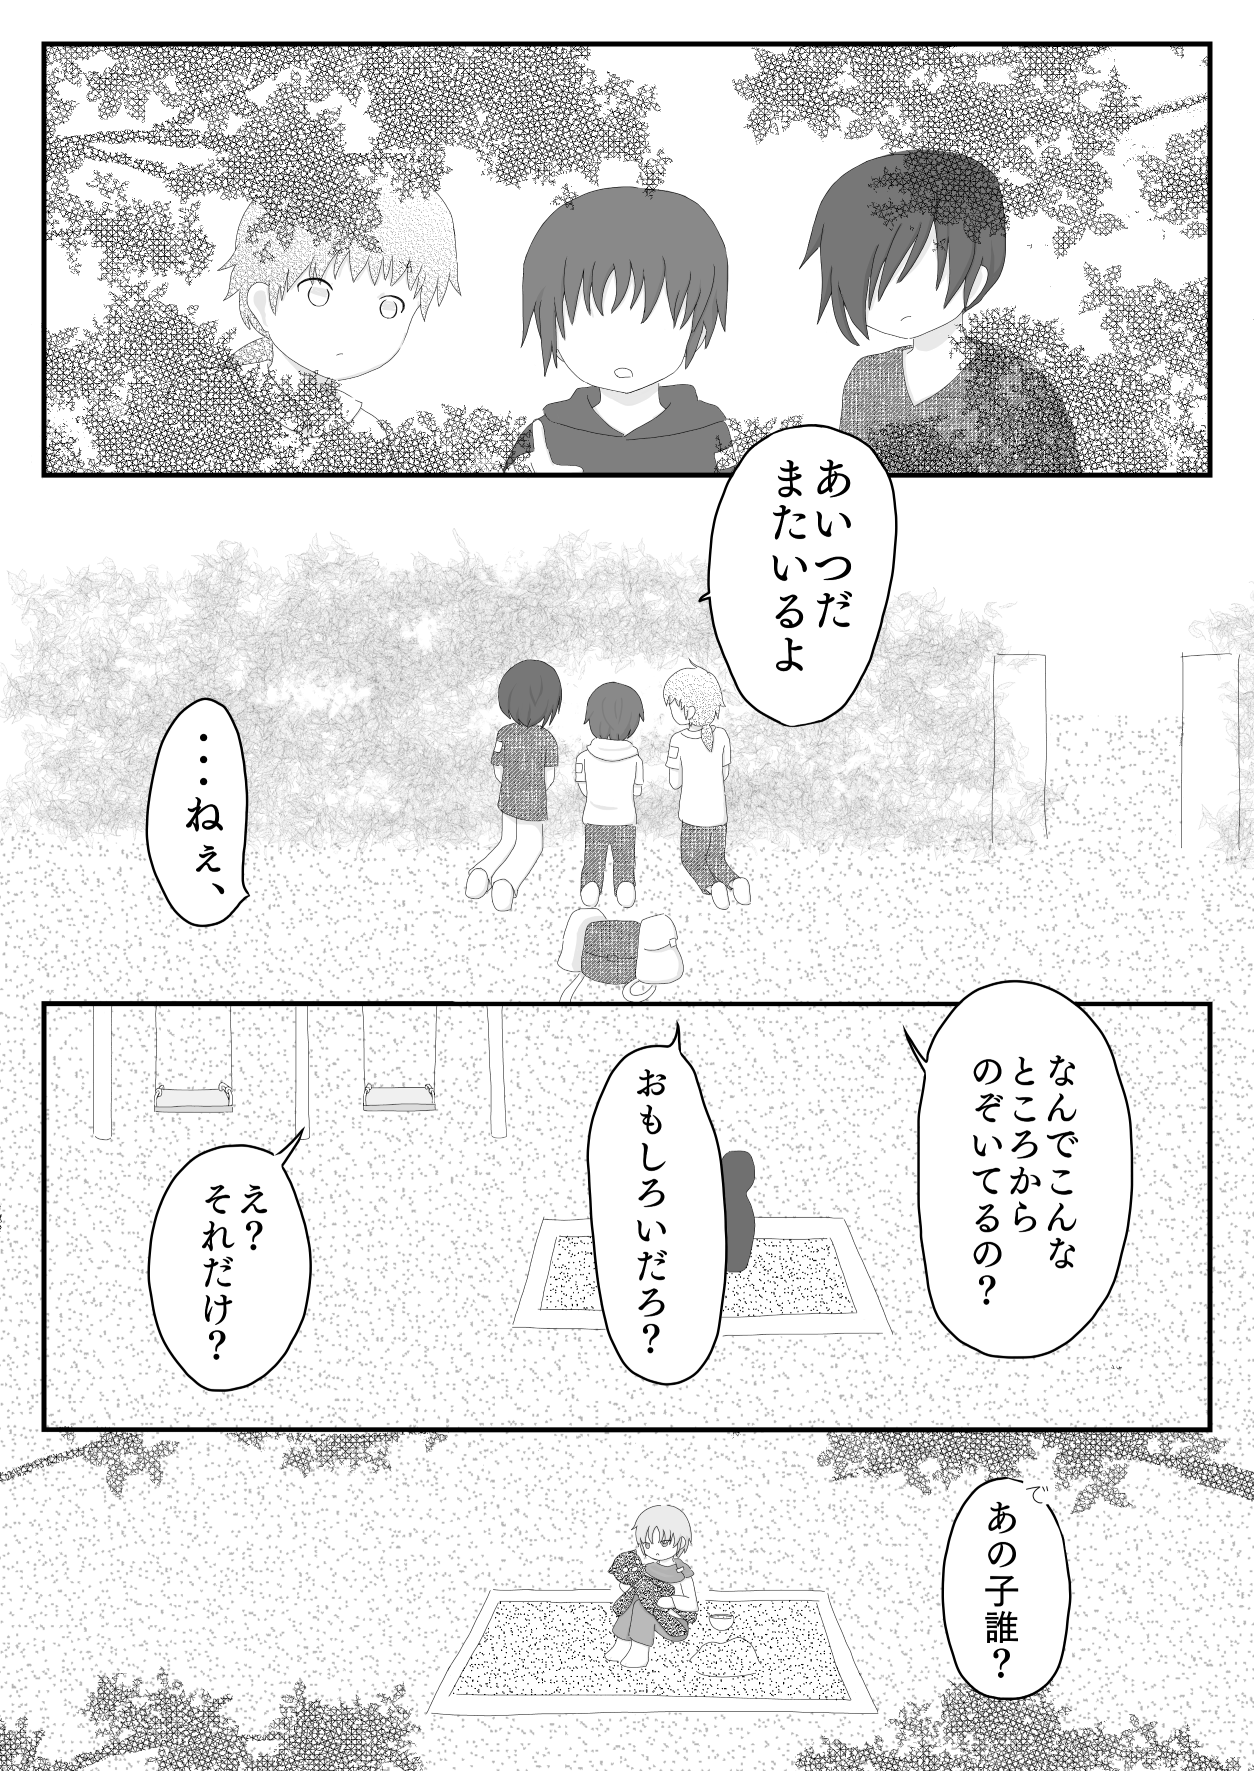 あいつだ
またいるよ
・・・ねぇ、
なんでこんな
ところから
のぞいてるの？
おもしろいだろ？
え？
それだけ？
で
あの子誰？